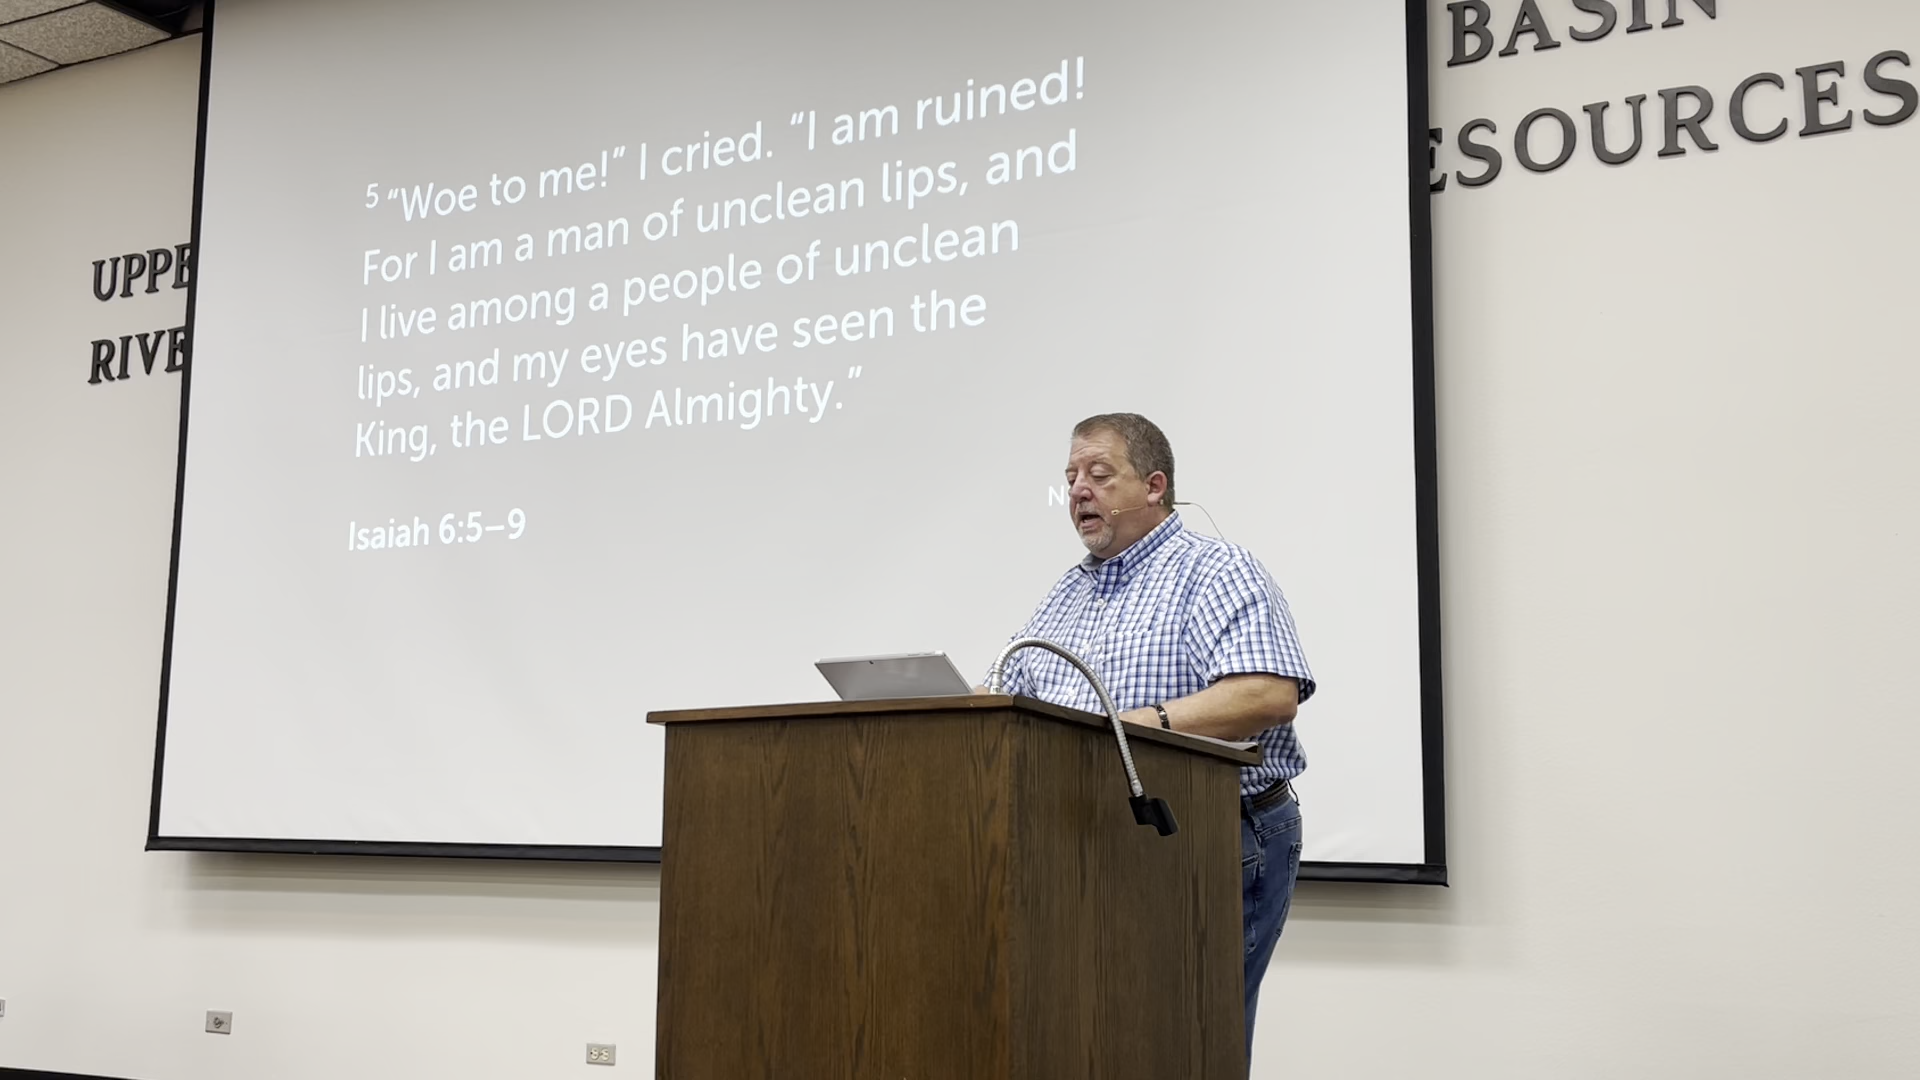 BASIN
ESOURCES
UPPE
RIVE
5 “Woe to me!” I cried. “I am ruined!
For I am a man of unclean lips, and
I live among a people of unclean
lips, and my eyes have seen the
King, the LORD Almighty.”
Isaiah 6:5–9